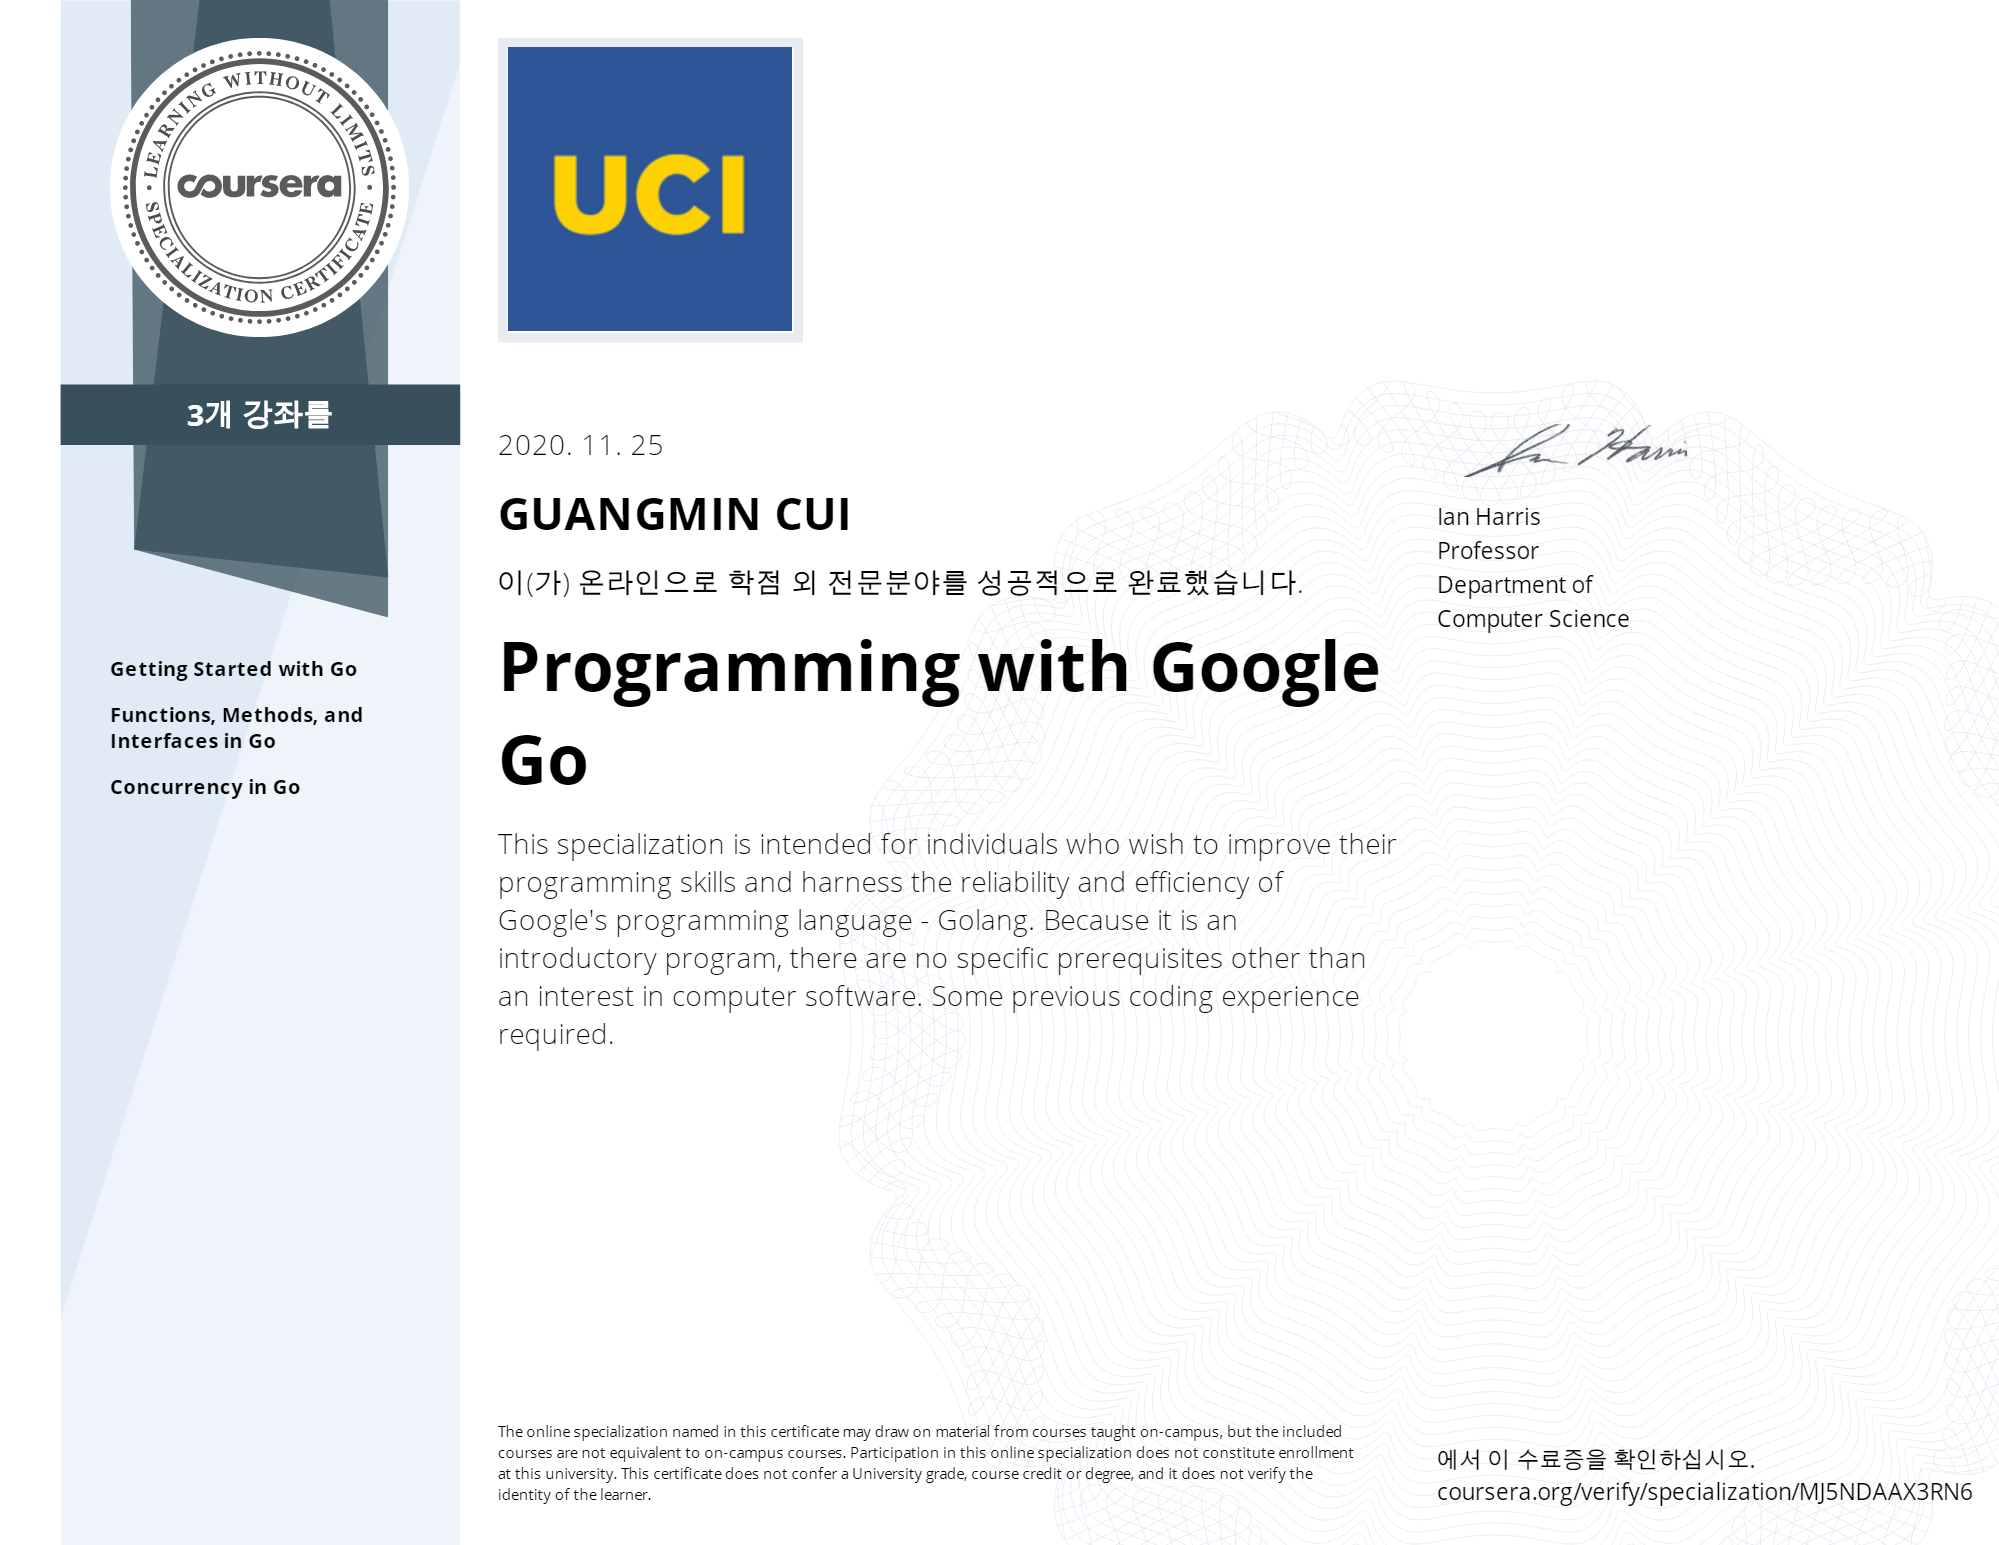 LEARNING WITHOUT LIMITS
coursera
SPECIALIZATION CERTIFICATE
3개 강좌를
Getting Started with Go
Functions, Methods, and
Interfaces in Go
Concurrency in Go
UCI
2020. 11. 25
GUANGMIN CUI
이(가) 온라인으로 학점 외 전문분야를 성공적으로 완료했습니다.
Programming with Google
Go
This specialization is intended for individuals who wish to improve their
programming skills and harness the reliability and efficiency of
Google's programming language - Golang. Because it is an
introductory program, there are no specific prerequisites other than
an interest in computer software. Some previous coding experience
required.
Ian Harris
Ian Harris
Professor
Department of
Computer Science
The online specialization named in this certificate may draw on material from courses taught on-campus, but the included
courses are not equivalent to on-campus courses. Participation in this online specialization does not constitute enrollment
at this university. This certificate does not confer a University grade, course credit or degree, and it does not verify the
identity of the learner.
에서 이 수료증을 확인하십시오.
coursera.org/verify/specialization/MJ5NDAAX3RN6